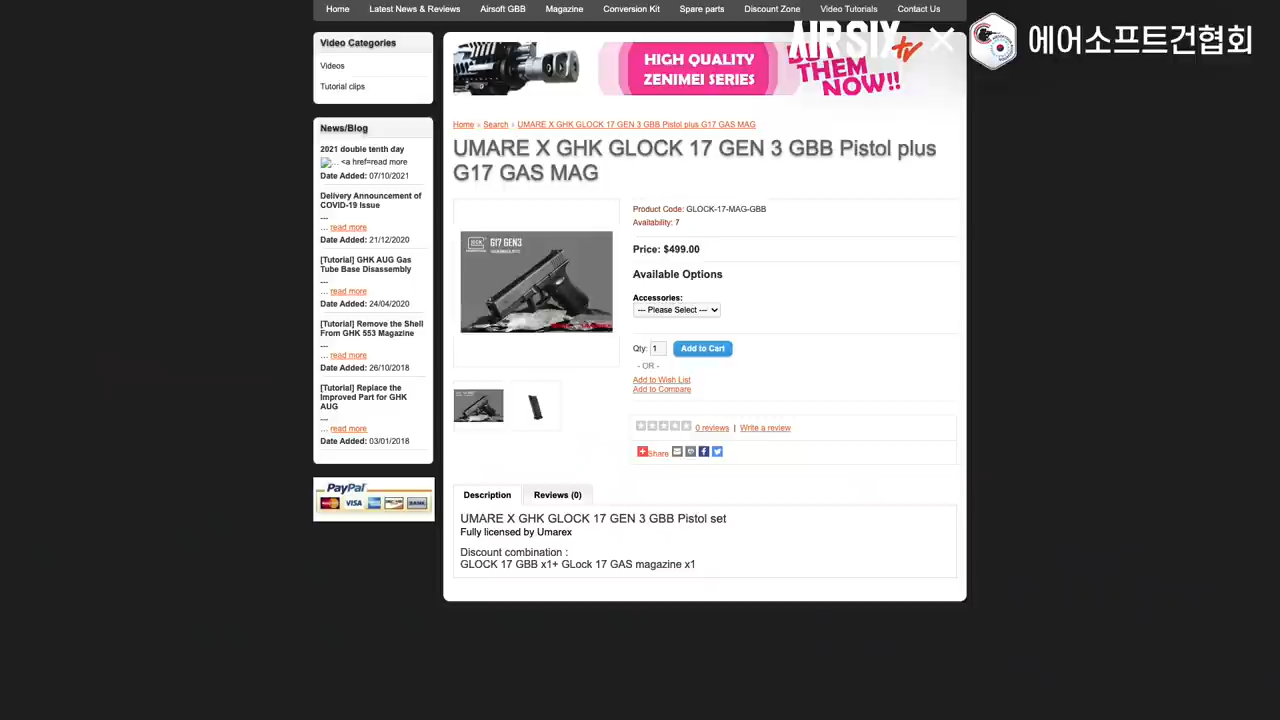 Home Latest News & Reviews Airsoft GBB Magazine Conversion Kit Spare parts Discount Zone Video Tutorials Contact Us
AIRSIX tv
에어소프트건협회
Video Categories
Videos
Tutorial clips
News/Blog
2021 double tenth day
... <a href=read more
Date Added: 07/10/2021
Delivery Announcement of
COVID-19 Issue
---
... read more
Date Added: 21/12/2020
[Tutorial] GHK AUG Gas
Tube Base Disassembly
---
... read more
Date Added: 24/04/2020
[Tutorial] Remove the Shell
From GHK 553 Magazine
---
... read more
Date Added: 26/10/2018
[Tutorial] Replace the
Improved Part for GHK
AUG
---
... read more
Date Added: 03/01/2018
PayPal
VISA
HIGH QUALITY
ZENIMEI SERIES
THEM
NOW!!
Home » Search » UMARE X GHK GLOCK 17 GEN 3 GBB Pistol plus G17 GAS MAG
UMARE X GHK GLOCK 17 GEN 3 GBB Pistol plus
G17 GAS MAG
GLOCK G17 GEN3
Product Code: GLOCK-17-MAG-GBB
Availability: 7
Price: $499.00
Available Options
Accessories:
--- Please Select ---
Qty: 1 Add to Cart
- OR -
Add to Wish List
Add to Compare
0 reviews | Write a review
Share
Description Reviews (0)
UMARE X GHK GLOCK 17 GEN 3 GBB Pistol set
Fully licensed by Umarex
Discount combination :
GLOCK 17 GBB x1+ GLock 17 GAS magazine x1